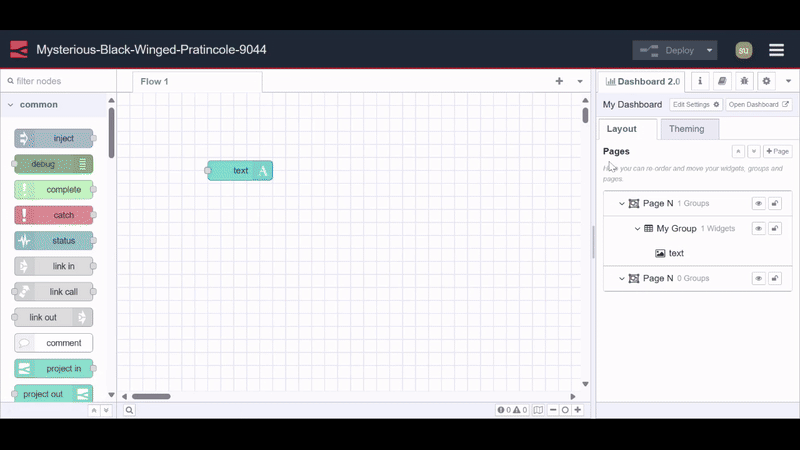 Mysterious-Black-Winged-Pratincole-9044
Deploy
SU
filter nodes
Flow 1
Dashboard 2.0
common
My Dashboard
Edit Settings
Open Dashboard
Layout
Theming
inject
debug
complete
catch
status
link in
link call
link out
comment
project in
project out
text
Pages
Page
Here you can re-order and move your widgets, groups and
pages.
Page N 1 Groups
My Group 1 Widgets
text
Page N 0 Groups
0 0